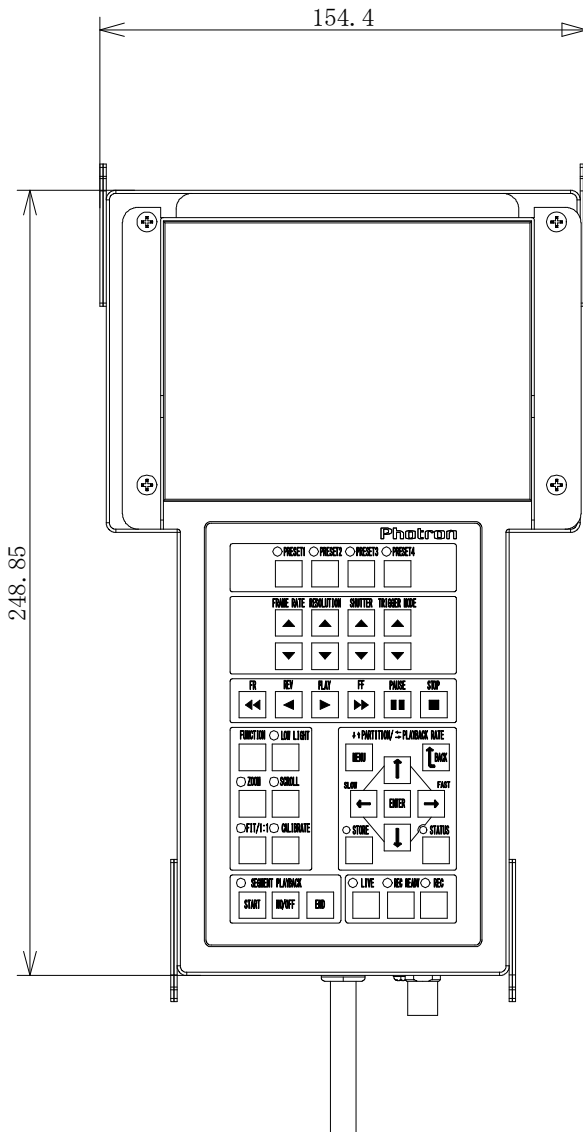 154.4
248.85
Photron
PRESET1 PRESET2 PRESET3 PRESET4
FRAME RATE RESOLUTION SHUTTER TRIGGER MODE
FR REV PLAY FF PAUSE STOP
FUNCTION LOW LIGHT
ZOOM SCROLL
FIT/1:1 CALIBRATE
↓↑PARTITION/ ⇆PLAYBACK RATE
MENU BACK
SLOW FAST
ENTER
STORE STATUS
SEGMENT PLAYBACK
START NO/OFF END
LIVE REC READY REC